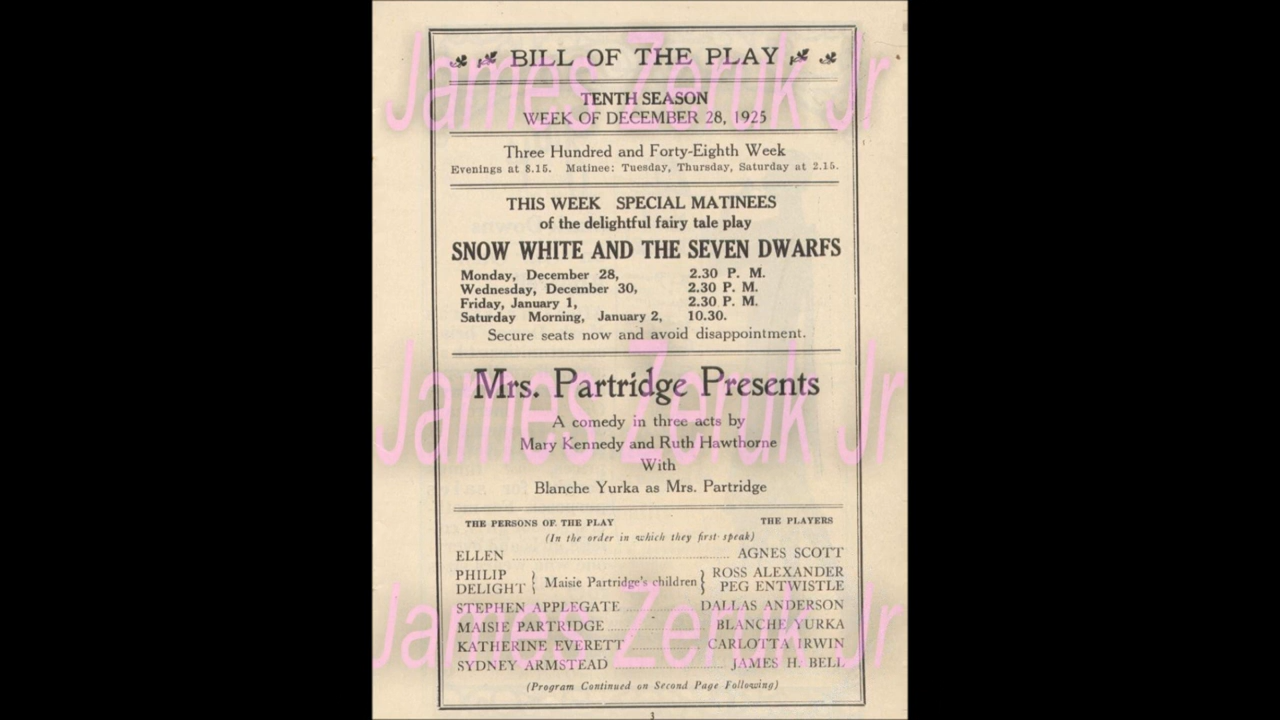 BILL OF THE PLAY
TENTH SEASON
WEEK OF DECEMBER 28, 1925
Three Hundred and Forty-Eighth Week
Evenings at 8.15. Matinee: Tuesday, Thursday, Saturday at 2.15.
THIS WEEK SPECIAL MATINEES
of the delightful fairy tale play
SNOW WHITE AND THE SEVEN DWARFS
Monday, December 28, 2.30 P. M.
Wednesday, December 30, 2.30 P. M.
Friday, January 1, 2.30 P. M.
Saturday Morning, January 2, 10.30.
Secure seats now and avoid disappointment.
Mrs. Partridge Presents
A comedy in three acts by
Mary Kennedy and Ruth Hawthorne
With
Blanche Yurka as Mrs. Partridge
THE PERSONS OF THE PLAY THE PLAYERS
(In the order in which they first speak)
ELLEN AGNES SCOTT
PHILIP ROSS ALEXANDER
Maisie Partridge's children
DELIGHT PEG ENTWISTLE
STEPHEN APPLEGATE DALLAS ANDERSON
MAISIE PARTRIDGE BLANCHE YURKA
KATHERINE EVERETT CARLOTTA IRWIN
SYDNEY ARMSTEAD JAMES H. BELL
(Program Continued on Second Page Following)
3
James Zeruk Jr
James Zeruk Jr
James Zeruk Jr